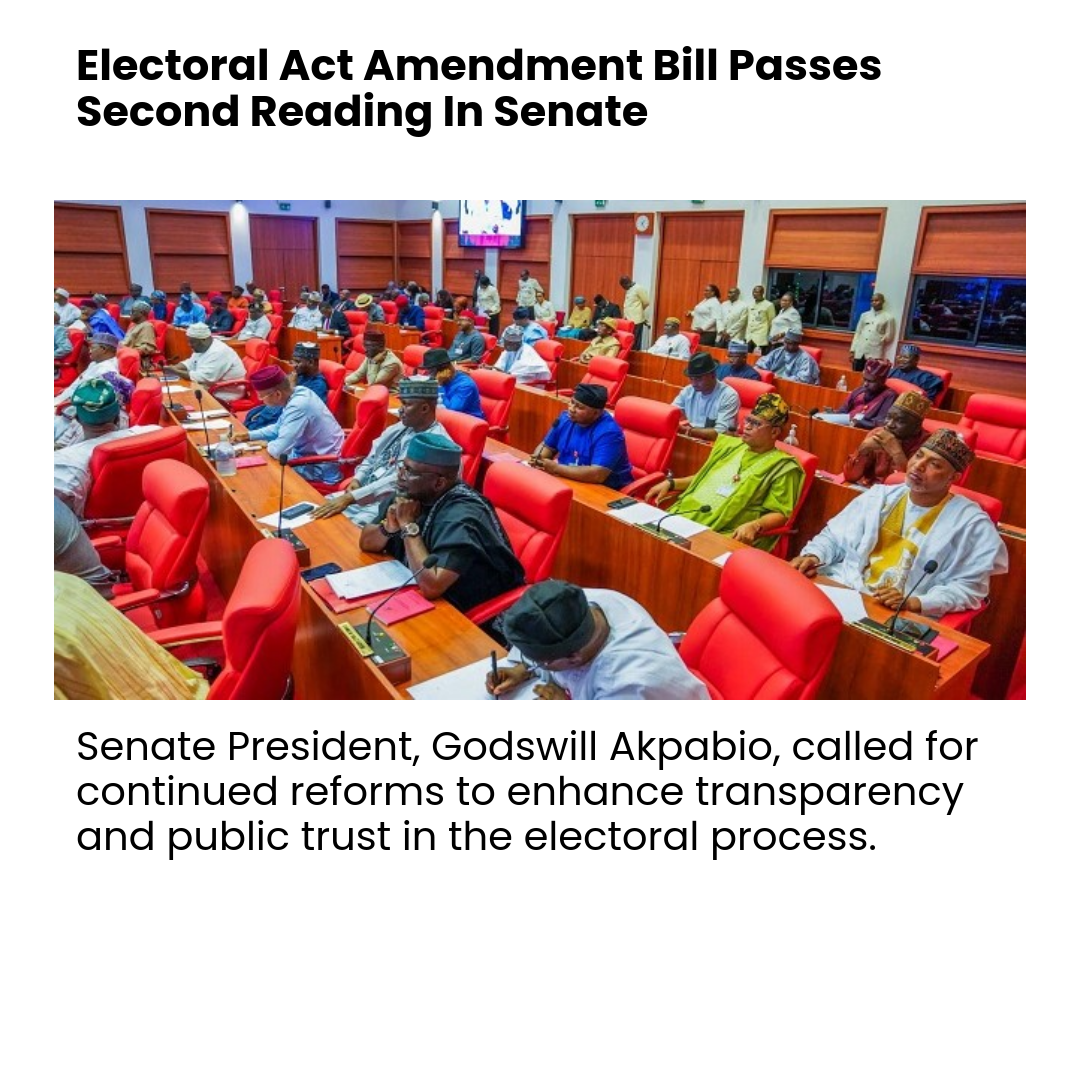 Electoral Act Amendment Bill Passes
Second Reading In Senate
Senate President, Godswill Akpabio, called for
continued reforms to enhance transparency
and public trust in the electoral process.